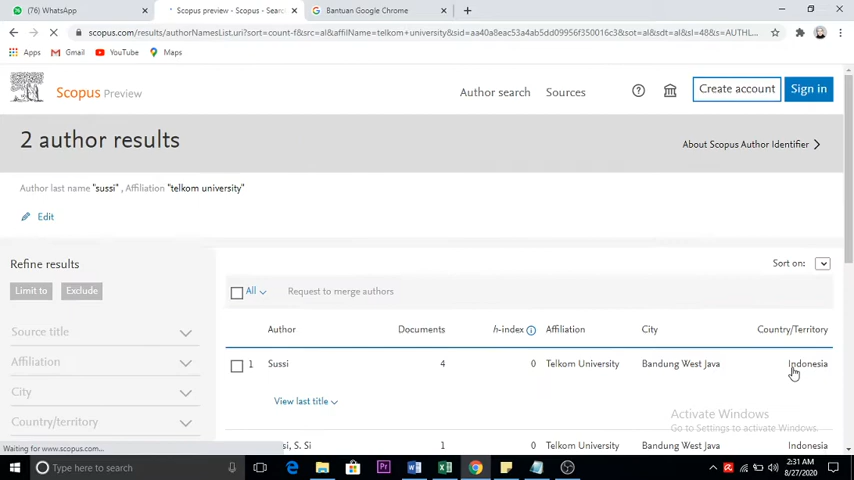 (76) WhatsApp
Scopus preview - Scopus - Sear
Bantuan Google Chrome
scopus.com/results/authorNamesList.uri?sort=count-f&src=al&affilName=telkom+university&sid=40aa8eac53a4ab5dd09956f350016c3&sot=al&sdt=al&sl=48&s=AUTHL...
Apps
Gmail
YouTube
Maps
Scopus Preview
Author search
Sources
Create account
Sign in
2 author results
About Scopus Author Identifier
Author last name "sussi" , Affiliation "telkom university"
Edit
Refine results
Sort on:
Limit to
Exclude
All
Request to merge authors
Source title
Author
Documents
h-index
Affiliation
City
Country/Territory
Affiliation
1
Sussi
4
0
Telkom University
Bandung West Java
Indonesia
City
View last title
Country/territory
Activate Windows
Go to Settings to activate Windows.
Waiting for www.scopus.com...
i, S. Si
1
0
Telkom University
Bandung West Java
Indonesia
Type here to search
2:31 AM
8/27/2020